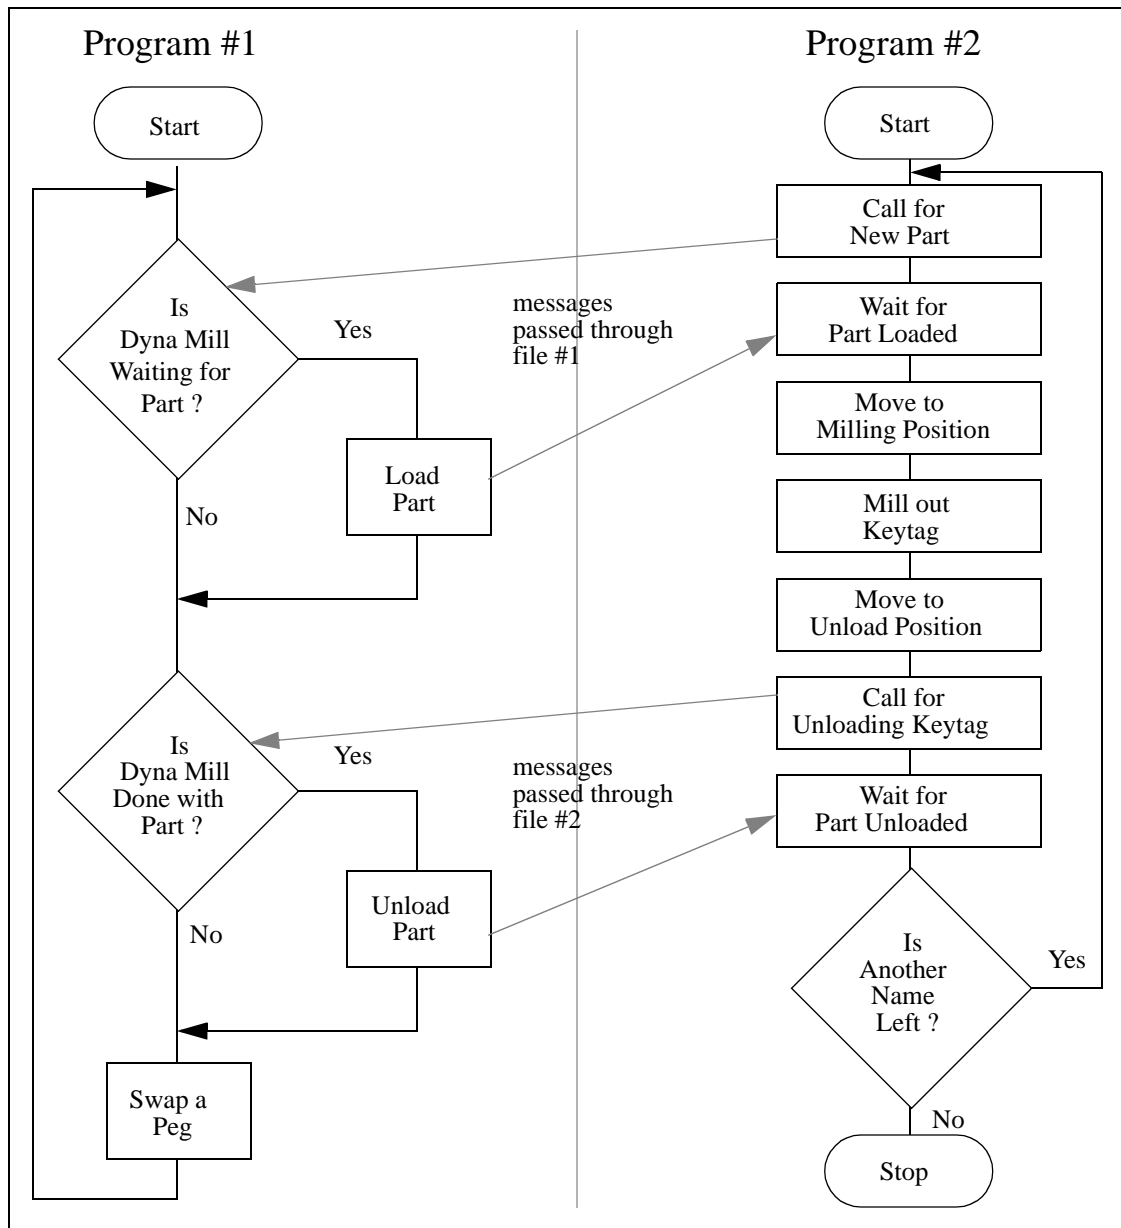 Program #1
Start
Is
Dyna Mill
Waiting for
Part ?
Yes
Load
Part
No
Is
Dyna Mill
Done with
Part ?
Yes
Unload
Part
No
Swap a
Peg
messages
passed through
file #1
messages
passed through
file #2
Program #2
Start
Call for
New Part
Wait for
Part Loaded
Move to
Milling Position
Mill out
Keytag
Move to
Unload Position
Call for
Unloading Keytag
Wait for
Part Unloaded
Is
Another
Name
Left ?
Yes
No
Stop